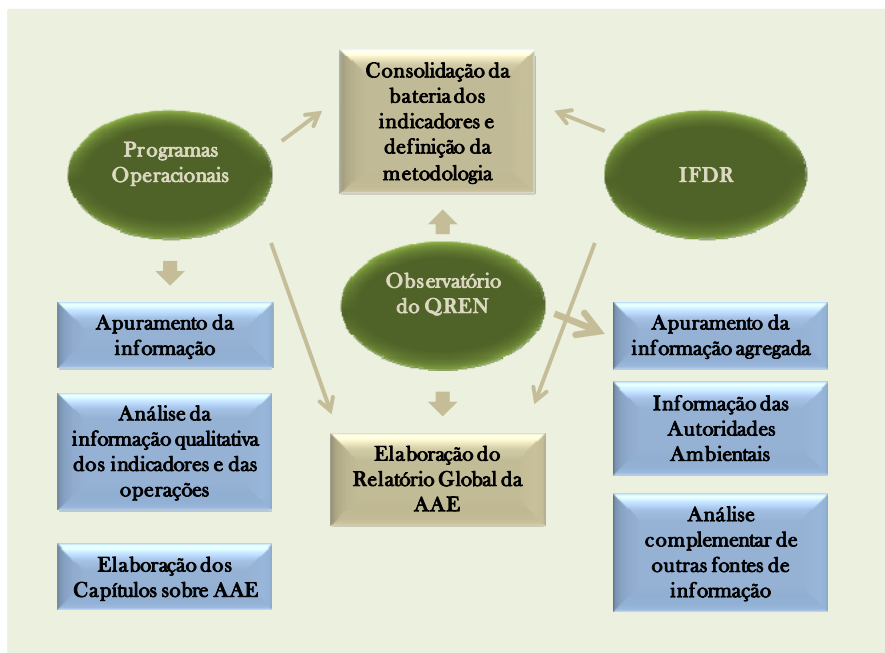 Consolidação da
bateria dos
indicadores e
definição da
metodologia
Programas
Operacionais
IFDR
Observatório
do QREN
Apuramento da
informação
Análise da
informação qualitativa
dos indicadores e das
operações
Elaboração dos
Capítulos sobre AAE
Elaboração do
Relatório Global da
AAE
Apuramento da
informação agregada
Informação das
Autoridades
Ambientais
Análise
complementar de
outras fontes de
informação